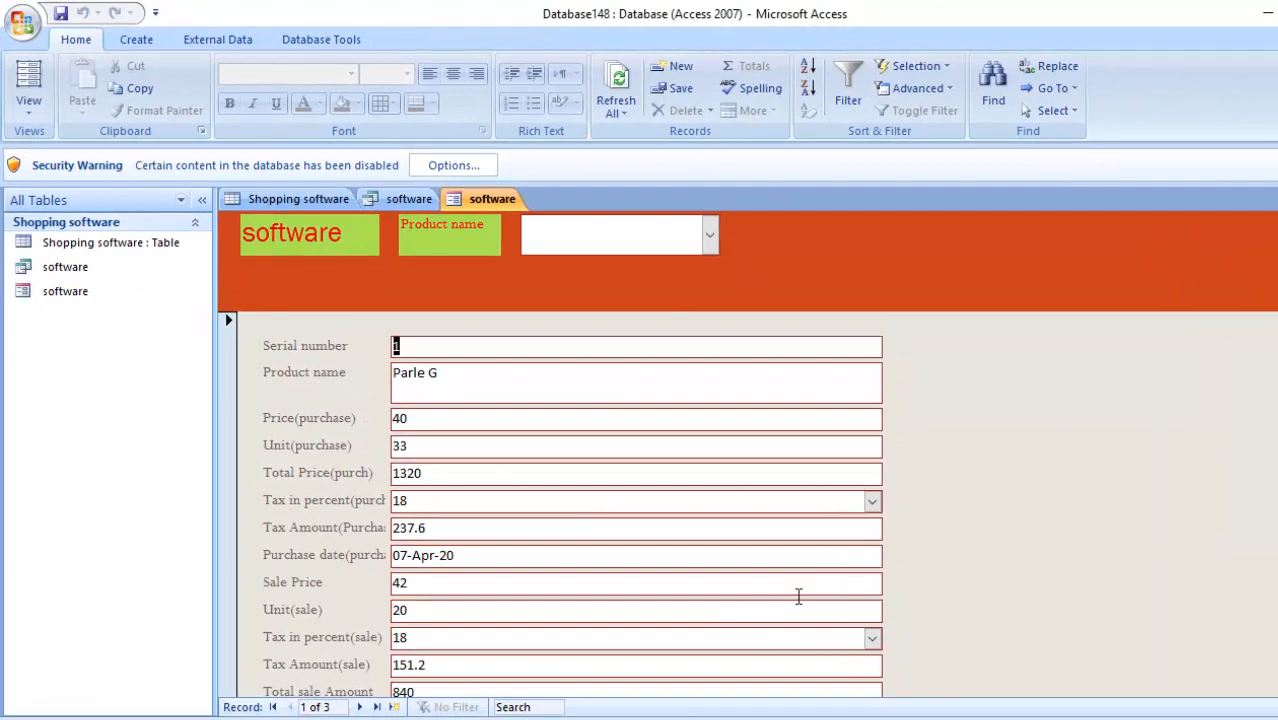 Database148 : Database (Access 2007) - Microsoft Access
Home Create External Data Database Tools
View
Views
Paste
Cut
Copy
Format Painter
Clipboard
B I U A
Font
Rich Text
Refresh All
New
Save
Delete
Totals
Spelling
More
Records
Filter
Selection
Advanced
Toggle Filter
Sort & Filter
Find
Replace
Go To
Select
Find
Security Warning Certain content in the database has been disabled Options...
All Tables
Shopping software
Shopping software : Table
software
software
Shopping software software software
software Product name
Serial number 1
Product name Parle G
Price(purchase) 40
Unit(purchase) 33
Total Price(purch) 1320
Tax in percent(purch 18
Tax Amount(Purcha 237.6
Purchase date(purcha 07-Apr-20
Sale Price 42
Unit(sale) 20
Tax in percent(sale) 18
Tax Amount(sale) 151.2
Total sale Amount 840
Record: 1 of 3 No Filter Search